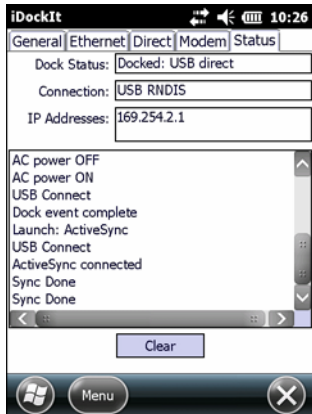 iDockIt 10:26
General Ethernet Direct Modem Status
Dock Status: Docked: USB direct
Connection: USB RNDIS
IP Addresses: 169.254.2.1
AC power OFF
AC power ON
USB Connect
Dock event complete
Launch: ActiveSync
USB Connect
ActiveSync connected
Sync Done
Sync Done
Clear
Menu